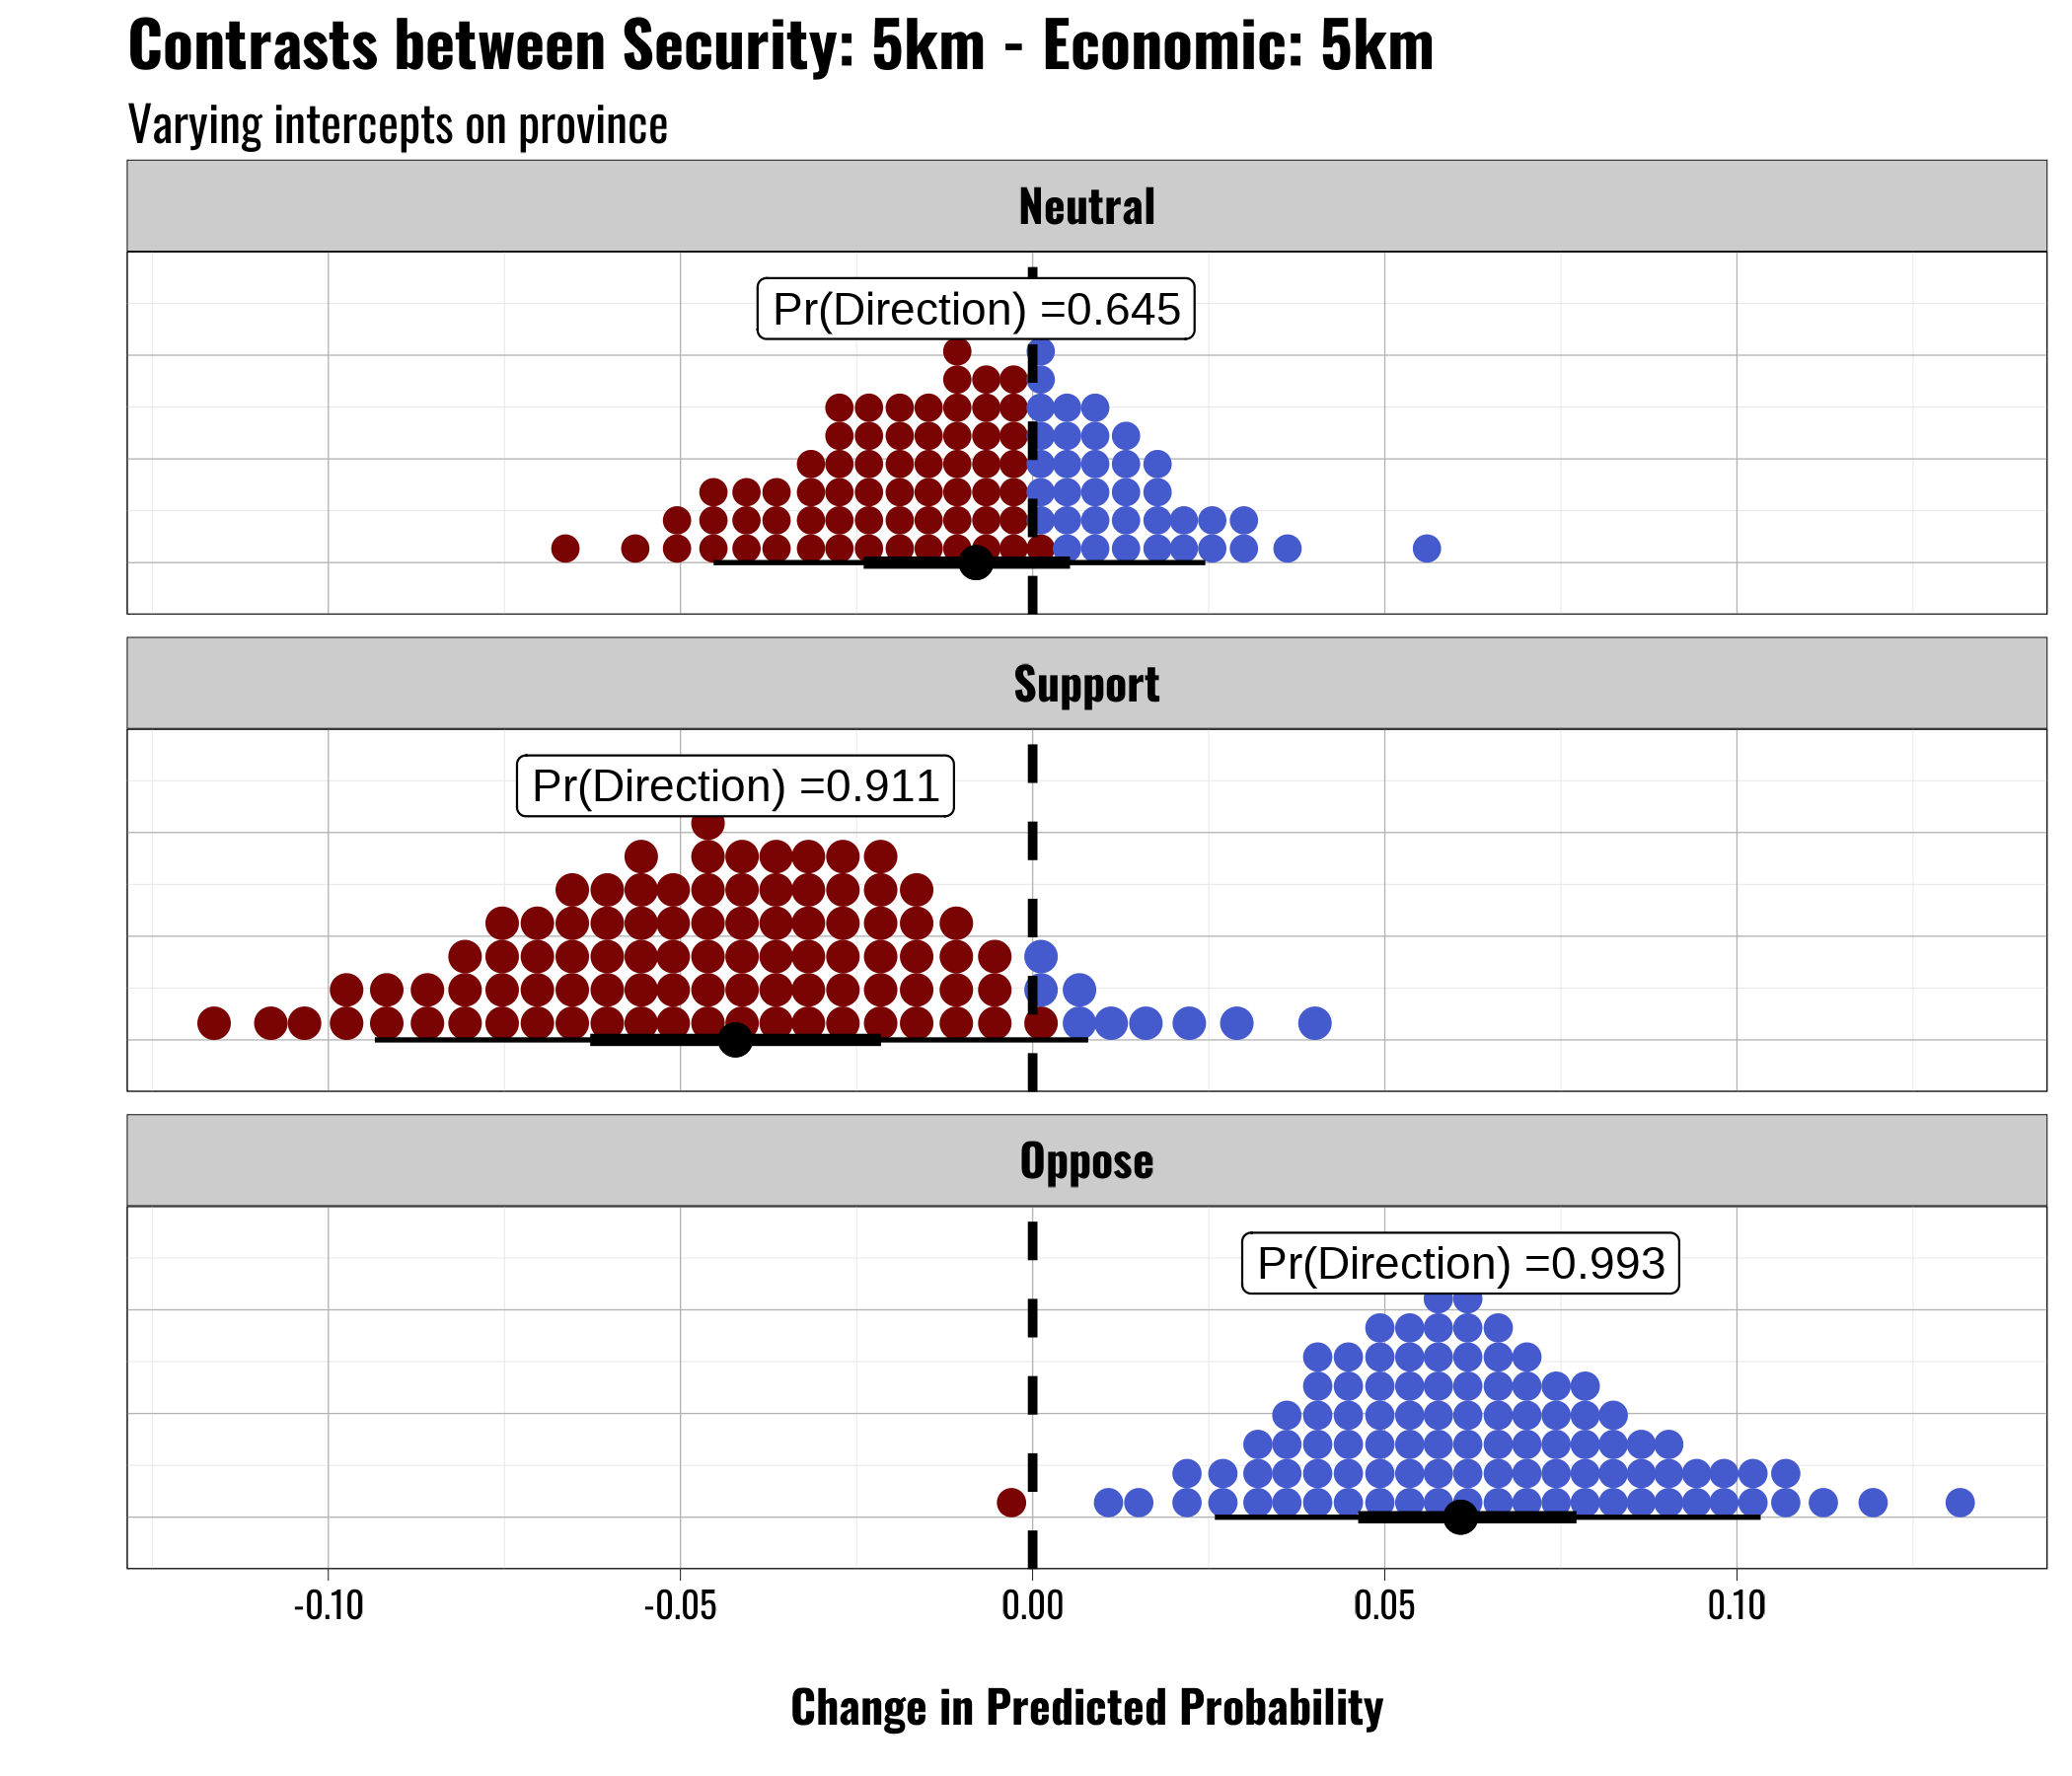 Contrasts between Security: 5km - Economic: 5km
Varying intercepts on province
Neutral
Pr(Direction) =0.645
Support
Pr(Direction) =0.911
Oppose
Pr(Direction) =0.993
-0.10 -0.05 0.00 0.05 0.10
Change in Predicted Probability